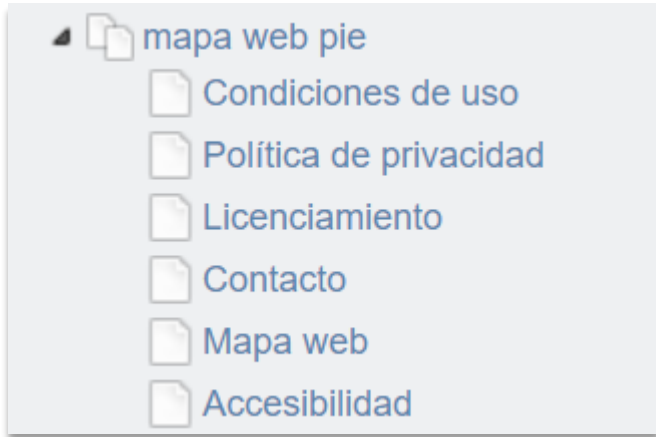 mapa web pie
Condiciones de uso
Política de privacidad
Licenciamiento
Contacto
Mapa web
Accesibilidad